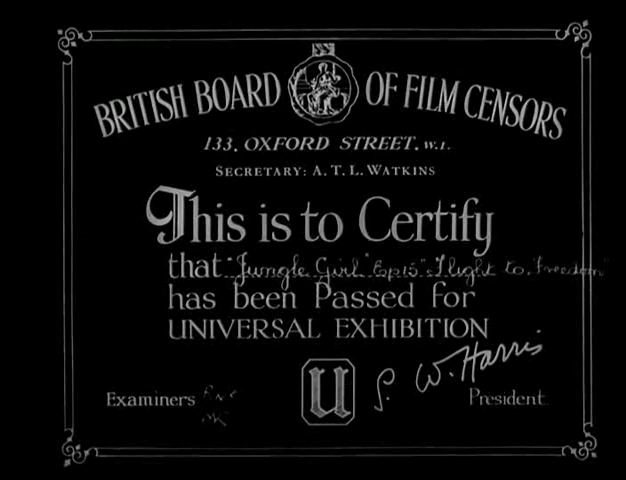 BRITISH BOARD OF FILM CENSORS
133, OXFORD STREET, W.1.
SECRETARY: A. T. L. WATKINS
This is to Certify
that "Jungle Girl" Ep 15 "Flight to Freedom"
has been Passed for
UNIVERSAL EXHIBITION
U
S. W. Harris
Examiners
President